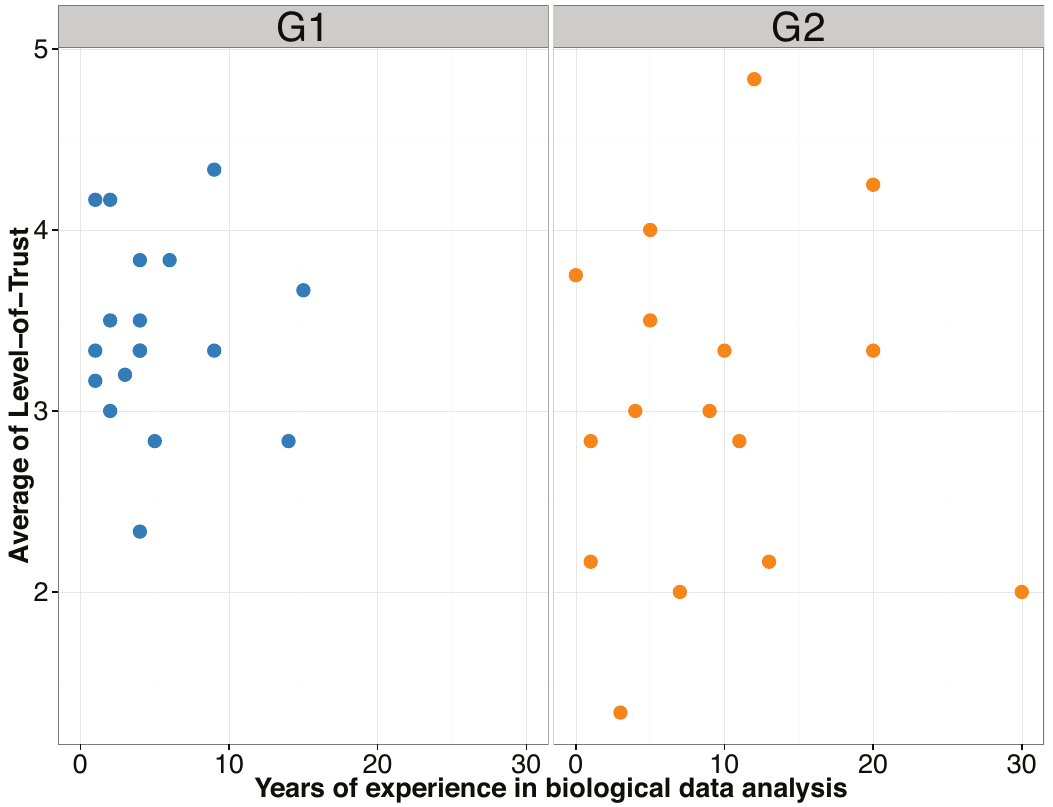 G1 G2
Average of Level−of−Trust
5
4
3
2
0 10 20 30 0 10 20 30
Years of experience in biological data analysis